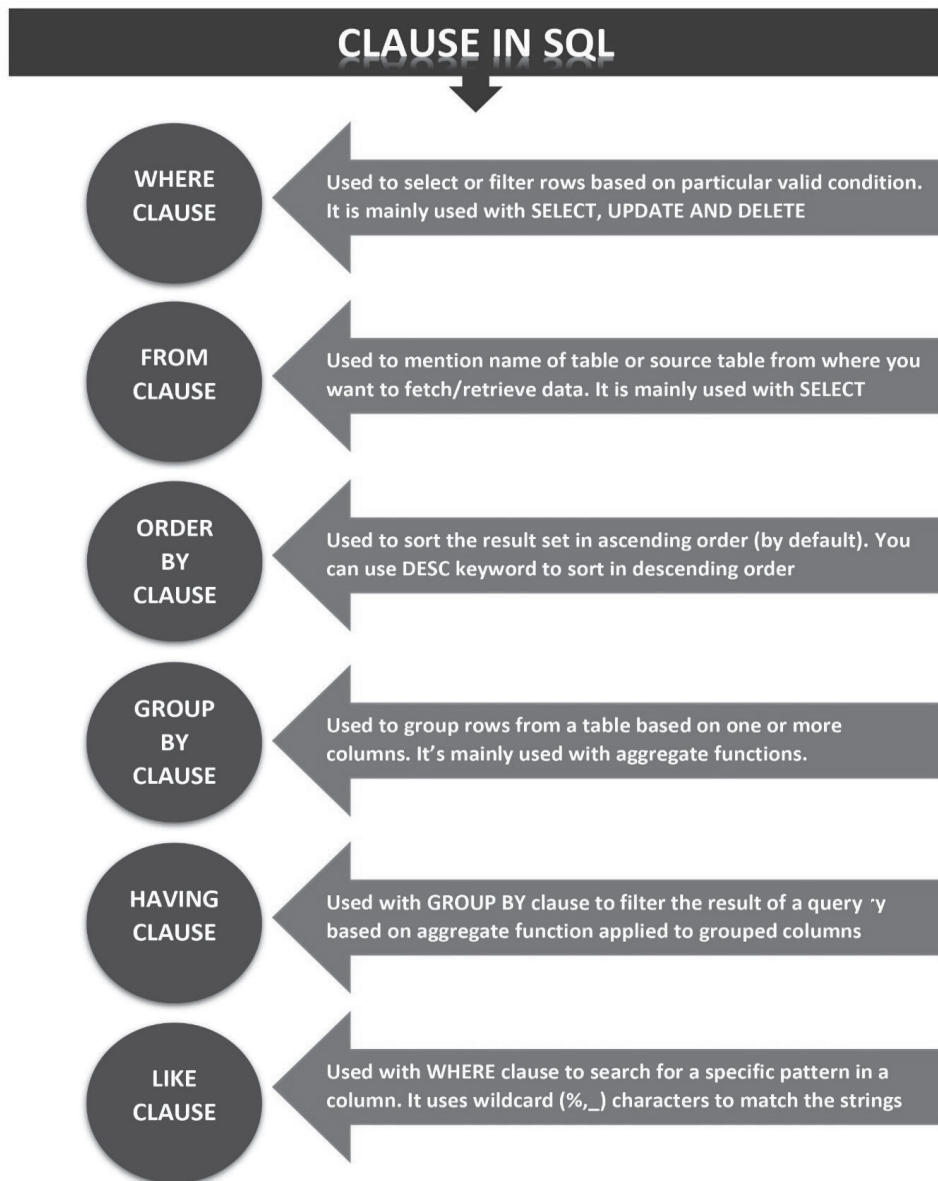 CLAUSE IN SQL
WHERE
CLAUSE
Used to select or filter rows based on particular valid condition.
It is mainly used with SELECT, UPDATE AND DELETE
FROM
CLAUSE
Used to mention name of table or source table from where you
want to fetch/retrieve data. It is mainly used with SELECT
ORDER
BY
CLAUSE
Used to sort the result set in ascending order (by default). You
can use DESC keyword to sort in descending order
GROUP
BY
CLAUSE
Used to group rows from a table based on one or more
columns. It’s mainly used with aggregate functions.
HAVING
CLAUSE
Used with GROUP BY clause to filter the result of a query ry
based on aggregate function applied to grouped columns
LIKE
CLAUSE
Used with WHERE clause to search for a specific pattern in a
column. It uses wildcard (%,_) characters to match the strings